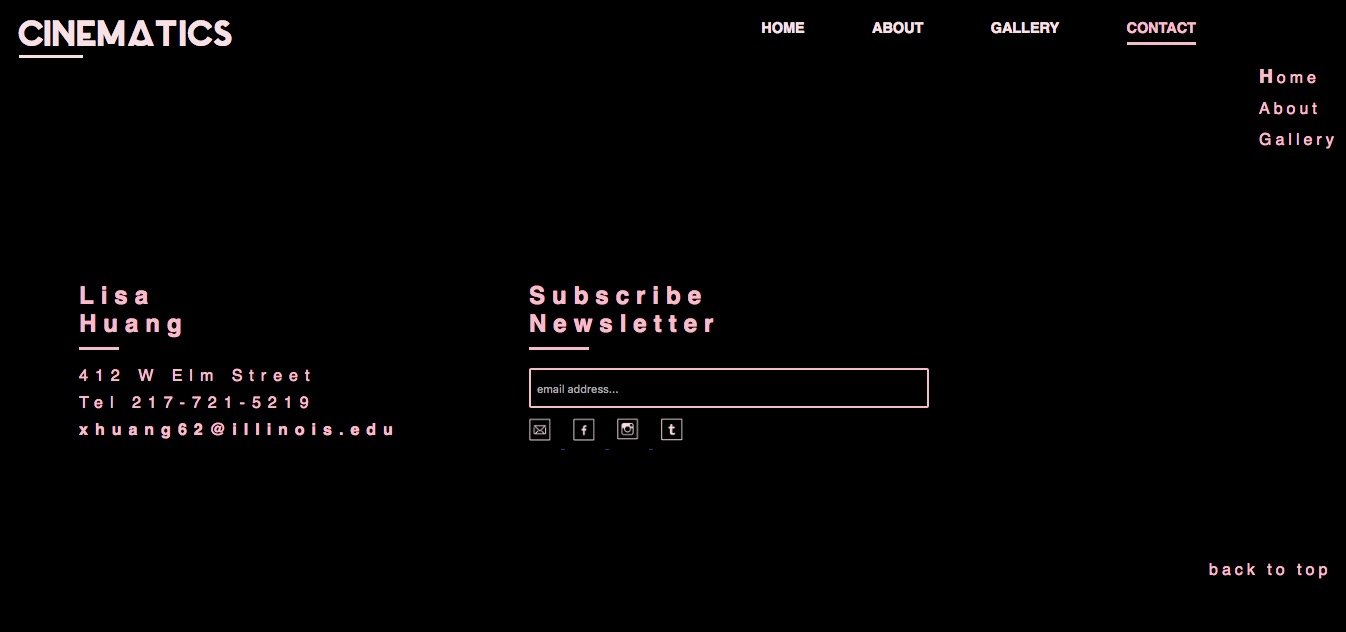 CINEMATICS
HOME ABOUT GALLERY CONTACT
Home
About
Gallery
Lisa
Huang
412 W Elm Street
Tel 217-721-5219
xhuang62@illinois.edu
Subscribe
Newsletter
email address...
f t
back to top